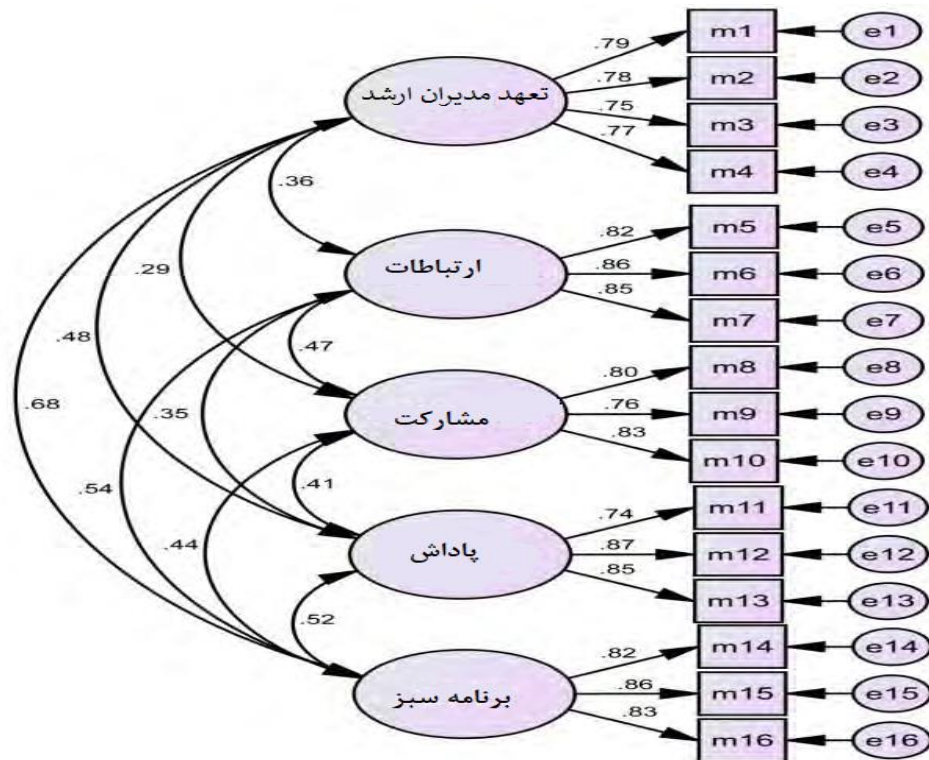 .79
m1
e1
.78
m2
e2
تعهد مدیران ارشد
.75
m3
e3
.77
m4
e4
.36
.82
m5
e5
ارتباطات
.86
m6
e6
.29
.85
m7
e7
.47
.80
m8
e8
.48
.76
m9
e9
مشارکت
.83
m10
e10
.68
.35
.41
.74
m11
e11
.54
.87
m12
e12
پاداش
.44
.85
m13
e13
.52
.82
m14
e14
برنامه سبز
.86
m15
e15
.83
m16
e16